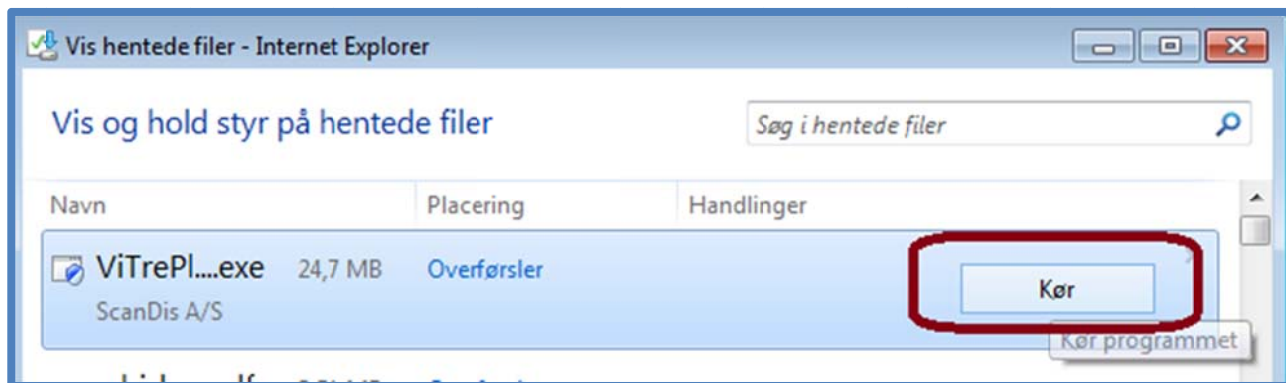 Vis hentede filer - Internet Explorer
Vis og hold styr på hentede filer
Søg i hentede filer
Navn Placering Handlinger
ViTrePl....exe 24,7 MB Overførsler
Kør
ScanDis A/S
Kør programmet